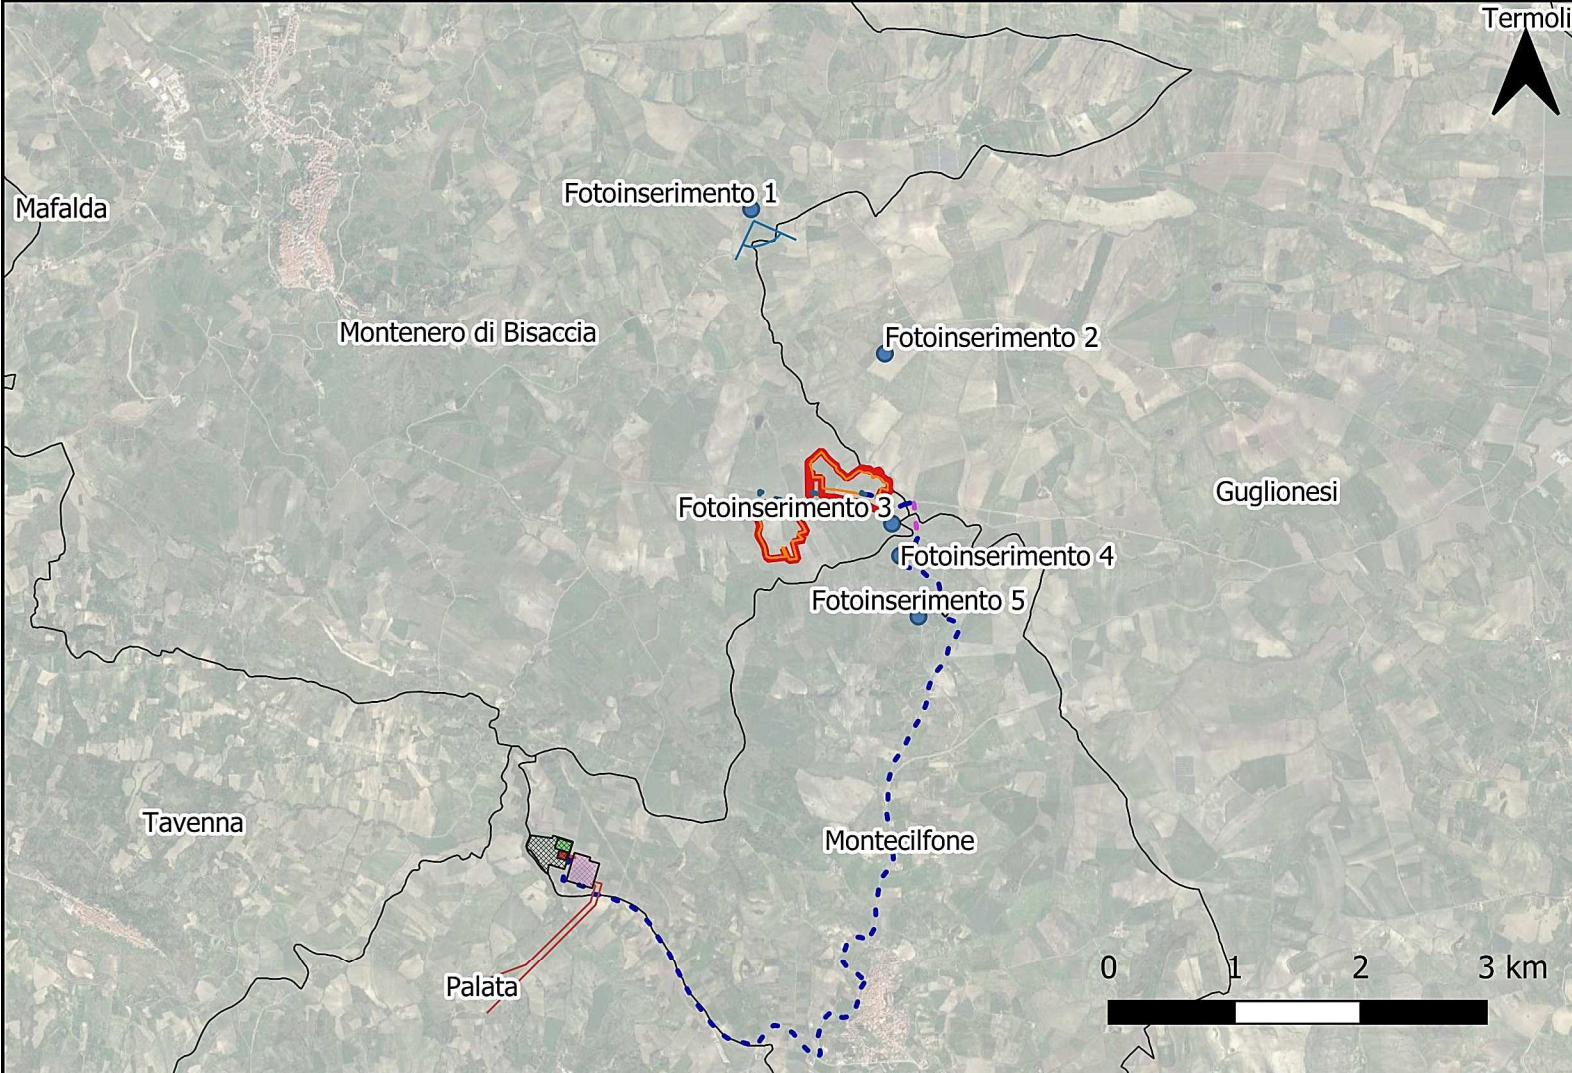 Termoli
Fotoinserimento 1
Mafalda
Montenero di Bisaccia
Fotoinserimento 2
Guglionesi
Fotoinserimento 3
Fotoinserimento 4
Fotoinserimento 5
Tavenna
Montecilfone
0 1 2 3 km
Palata